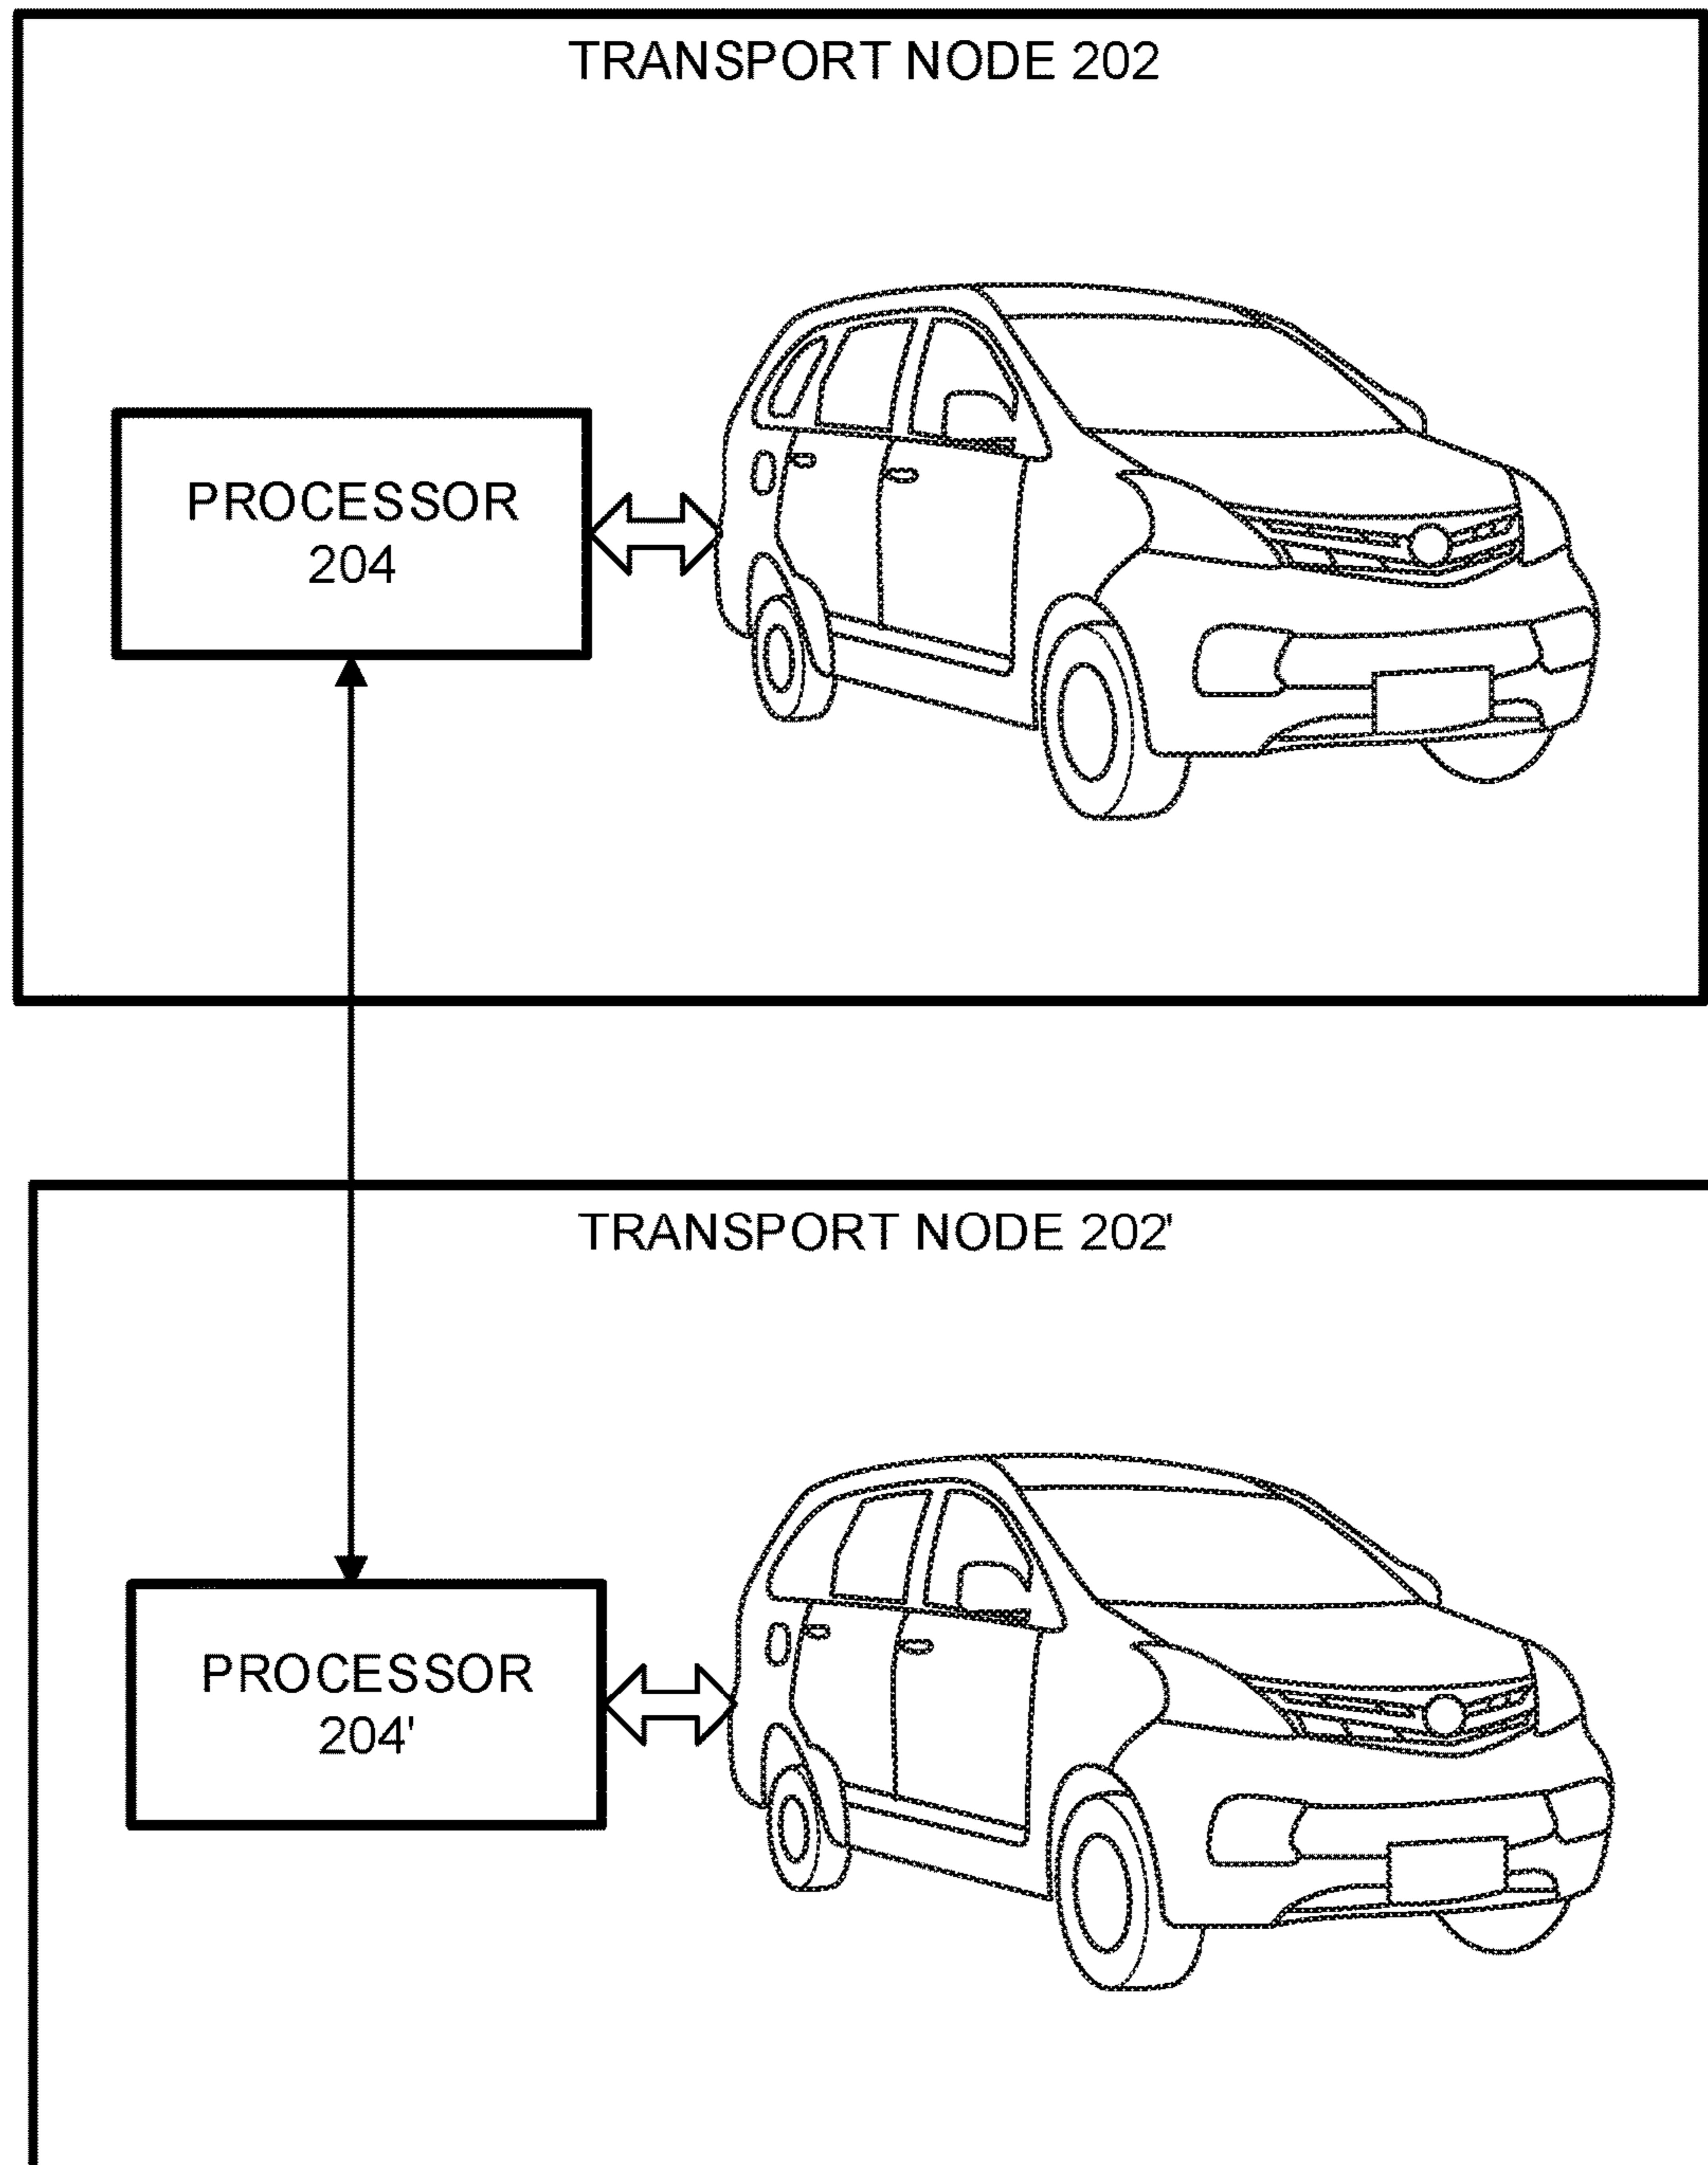 TRANSPORT NODE 202
PROCESSOR
204
TRANSPORT NODE 202'
PROCESSOR
204'